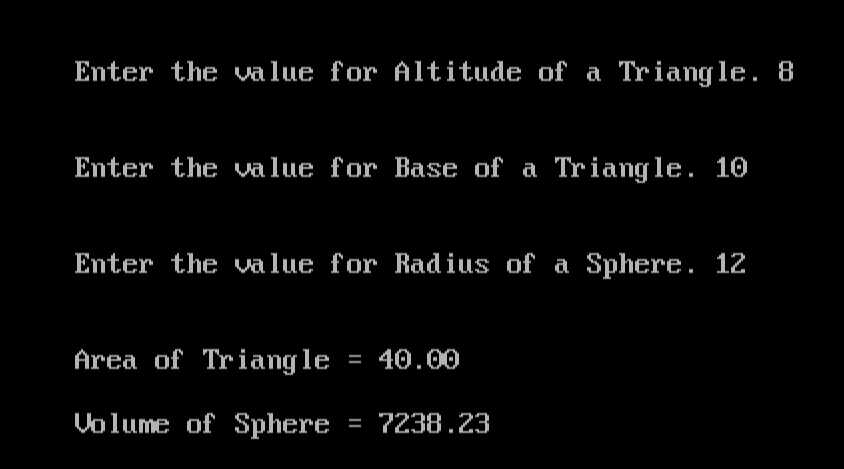 Enter the value for Altitude of a Triangle. 8
Enter the value for Base of a Triangle. 10
Enter the value for Radius of a Sphere. 12
Area of Triangle = 40.00
Volume of Sphere = 7238.23